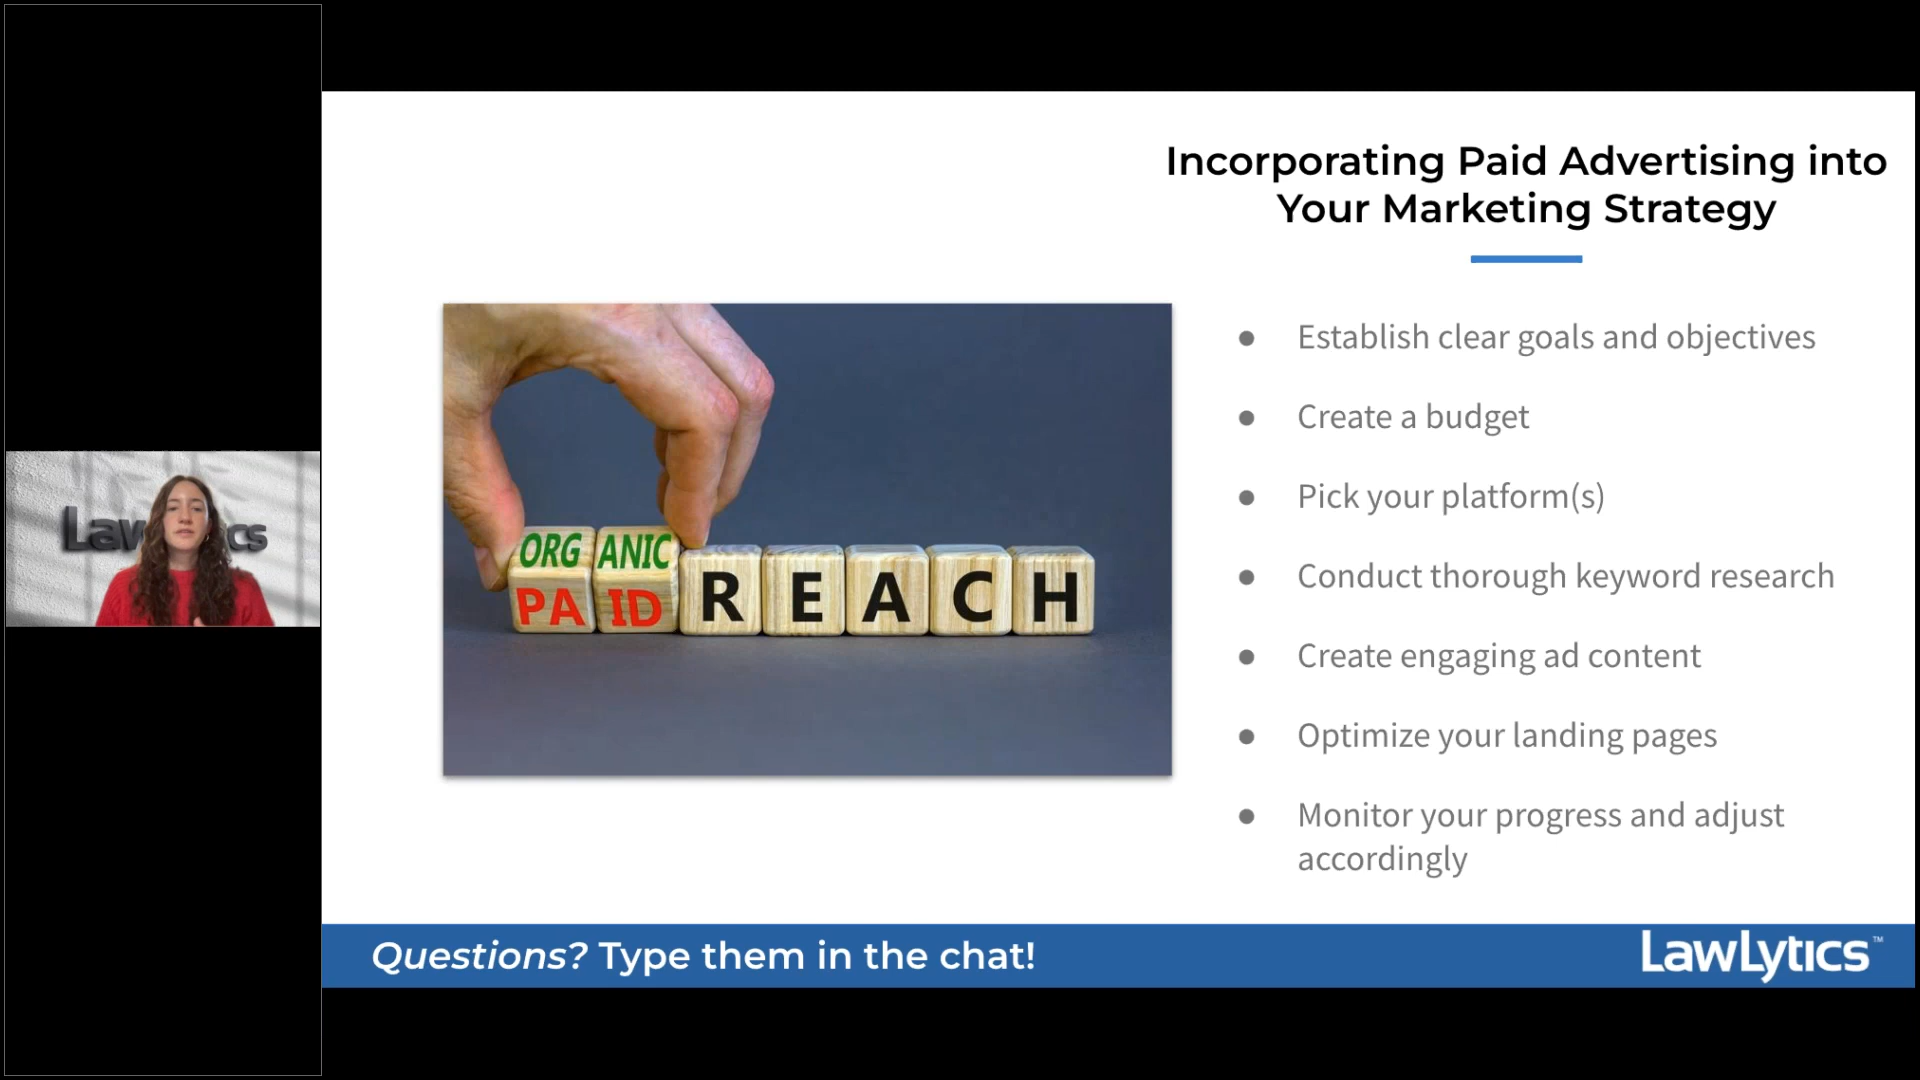 Incorporating Paid Advertising into
Your Marketing Strategy
ORG ANIC
PA ID REACH
● Establish clear goals and objectives
● Create a budget
● Pick your platform(s)
● Conduct thorough keyword research
● Create engaging ad content
● Optimize your landing pages
● Monitor your progress and adjust
accordingly
Questions? Type them in the chat!
LawLytics™